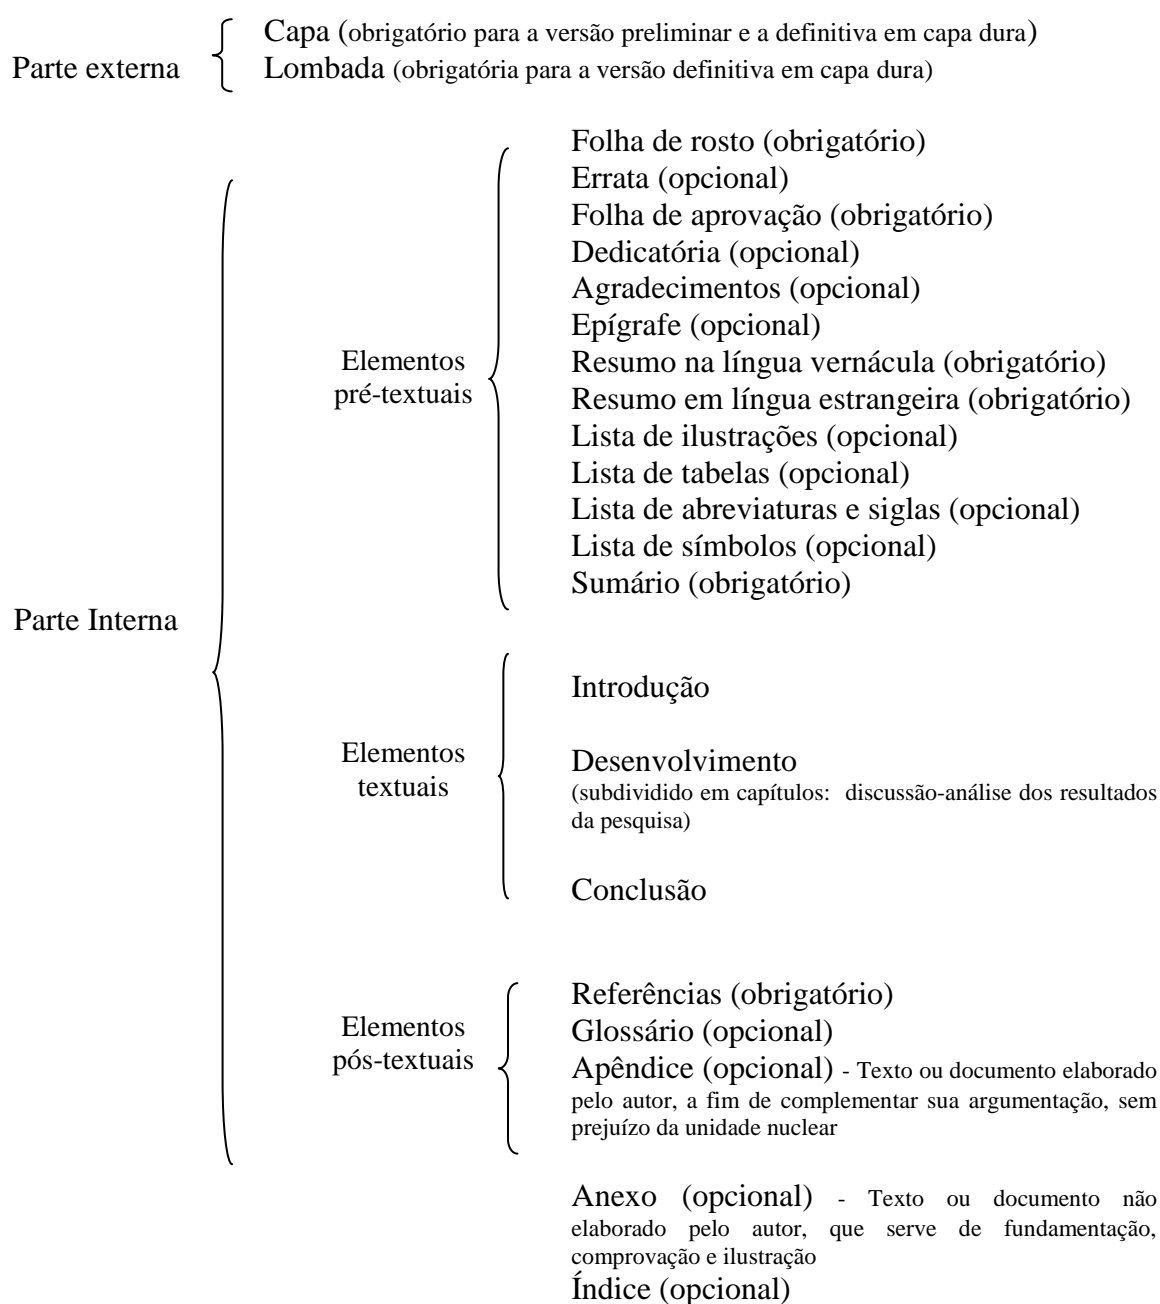 Parte externa
Capa (obrigatório para a versão preliminar e a definitiva em capa dura)
Lombada (obrigatória para a versão definitiva em capa dura)
Parte Interna
Elementos
pré-textuais
Folha de rosto (obrigatório)
Errata (opcional)
Folha de aprovação (obrigatório)
Dedicatória (opcional)
Agradecimentos (opcional)
Epígrafe (opcional)
Resumo na língua vernácula (obrigatório)
Resumo em língua estrangeira (obrigatório)
Lista de ilustrações (opcional)
Lista de tabelas (opcional)
Lista de abreviaturas e siglas (opcional)
Lista de símbolos (opcional)
Sumário (obrigatório)
Elementos
textuais
Introdução
Desenvolvimento
(subdividido em capítulos: discussão-análise dos resultados
da pesquisa)
Conclusão
Elementos
pós-textuais
Referências (obrigatório)
Glossário (opcional)
Apêndice (opcional) - Texto ou documento elaborado
pelo autor, a fim de complementar sua argumentação, sem
prejuízo da unidade nuclear
Anexo (opcional) - Texto ou documento não
elaborado pelo autor, que serve de fundamentação,
comprovação e ilustração
Índice (opcional)